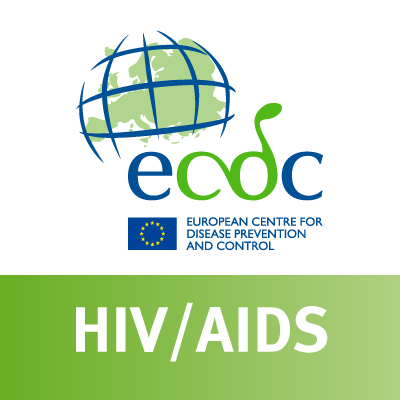 ecdc
EUROPEAN CENTRE FOR
DISEASE PREVENTION
AND CONTROL
HIV/AIDS